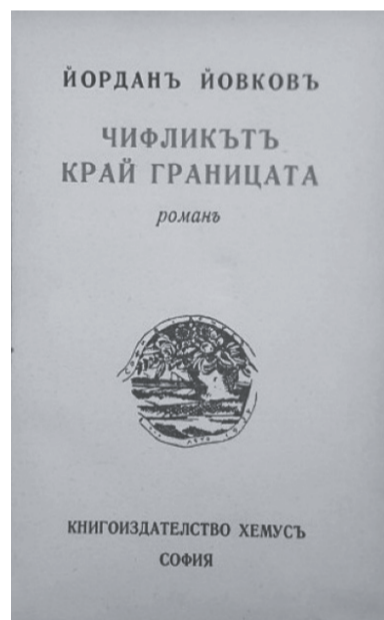 ЙОРДАНЪ ЙОВКОВЪ
ЧИФЛИКЪТЪ
КРАЙ ГРАНИЦАТА
романъ
КНИГОИЗДАТЕЛСТВО ХЕМУСЪ
СОФИЯ